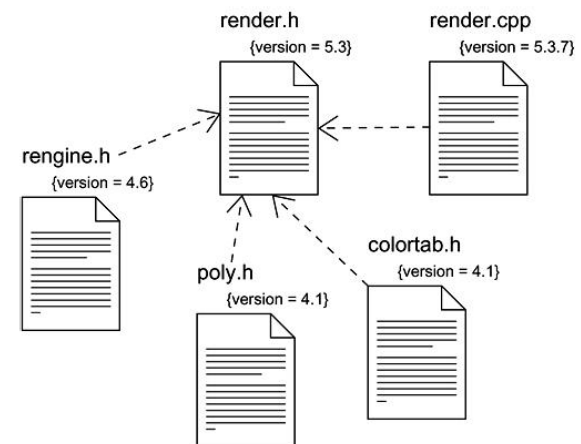 render.h
{version = 5.3}
render.cpp
{version = 5.3.7}
rengine.h
{version = 4.6}
poly.h
{version = 4.1}
colortab.h
{version = 4.1}